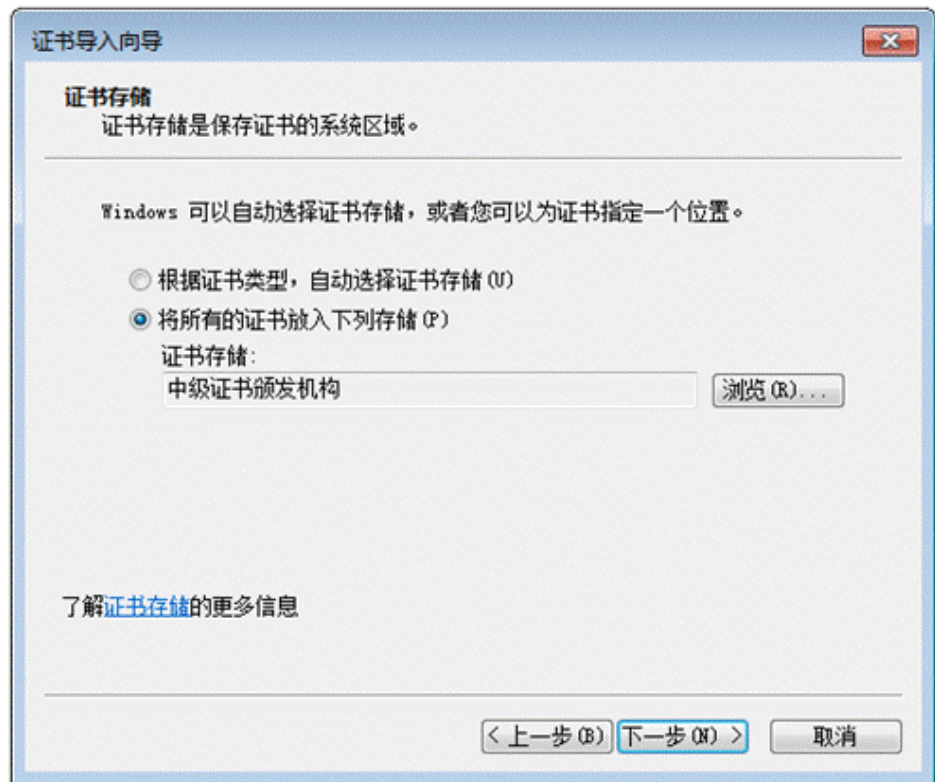 证书导入向导
证书存储
证书存储是保存证书的系统区域。
Windows 可以自动选择证书存储，或者您可以为证书指定一个位置。
根据证书类型，自动选择证书存储(U)
将所有的证书放入下列存储(P)
证书存储:
中级证书颁发机构 浏览(R)...
了解证书存储的更多信息
< 上一步(B) 下一步(N) > 取消